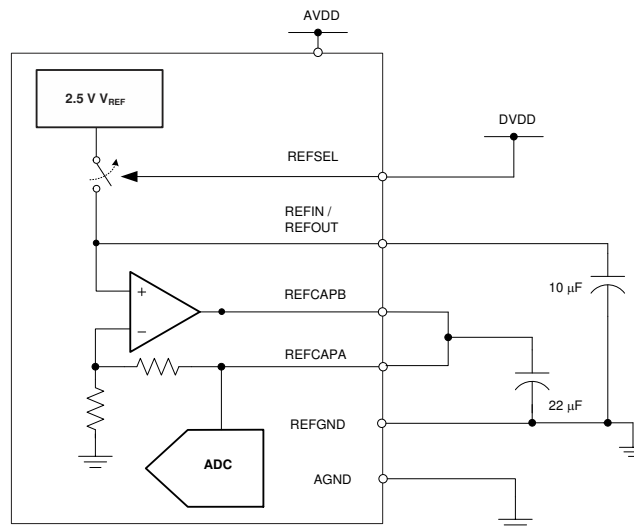 AVDD
2.5 V VREF
DVDD
REFSEL
REFIN /
REFOUT
+
−
REFCAPB
10 μF
REFCAPA
22 μF
REFGND
ADC
AGND